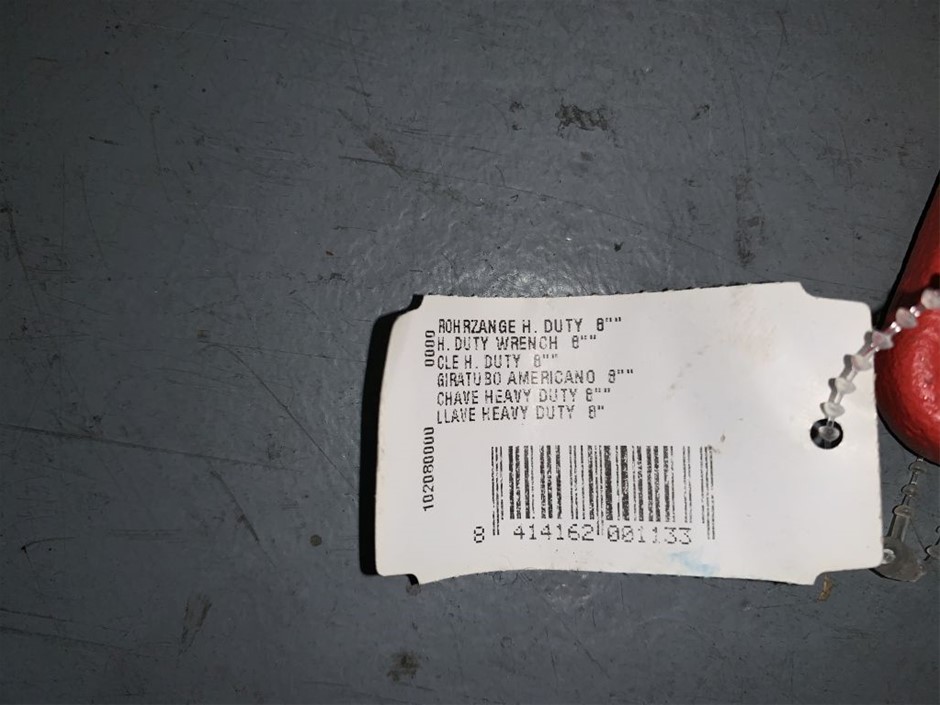 ROHRZANGE H. DUTY 8""
H. DUTY WRENCH 8""
CLE H. DUTY 8""
GIRATUBO AMERICANO 8""
CHAVE HEAVY DUTY 8""
LLAVE HEAVY DUTY 8"
102080000 0000
8 414162 001133